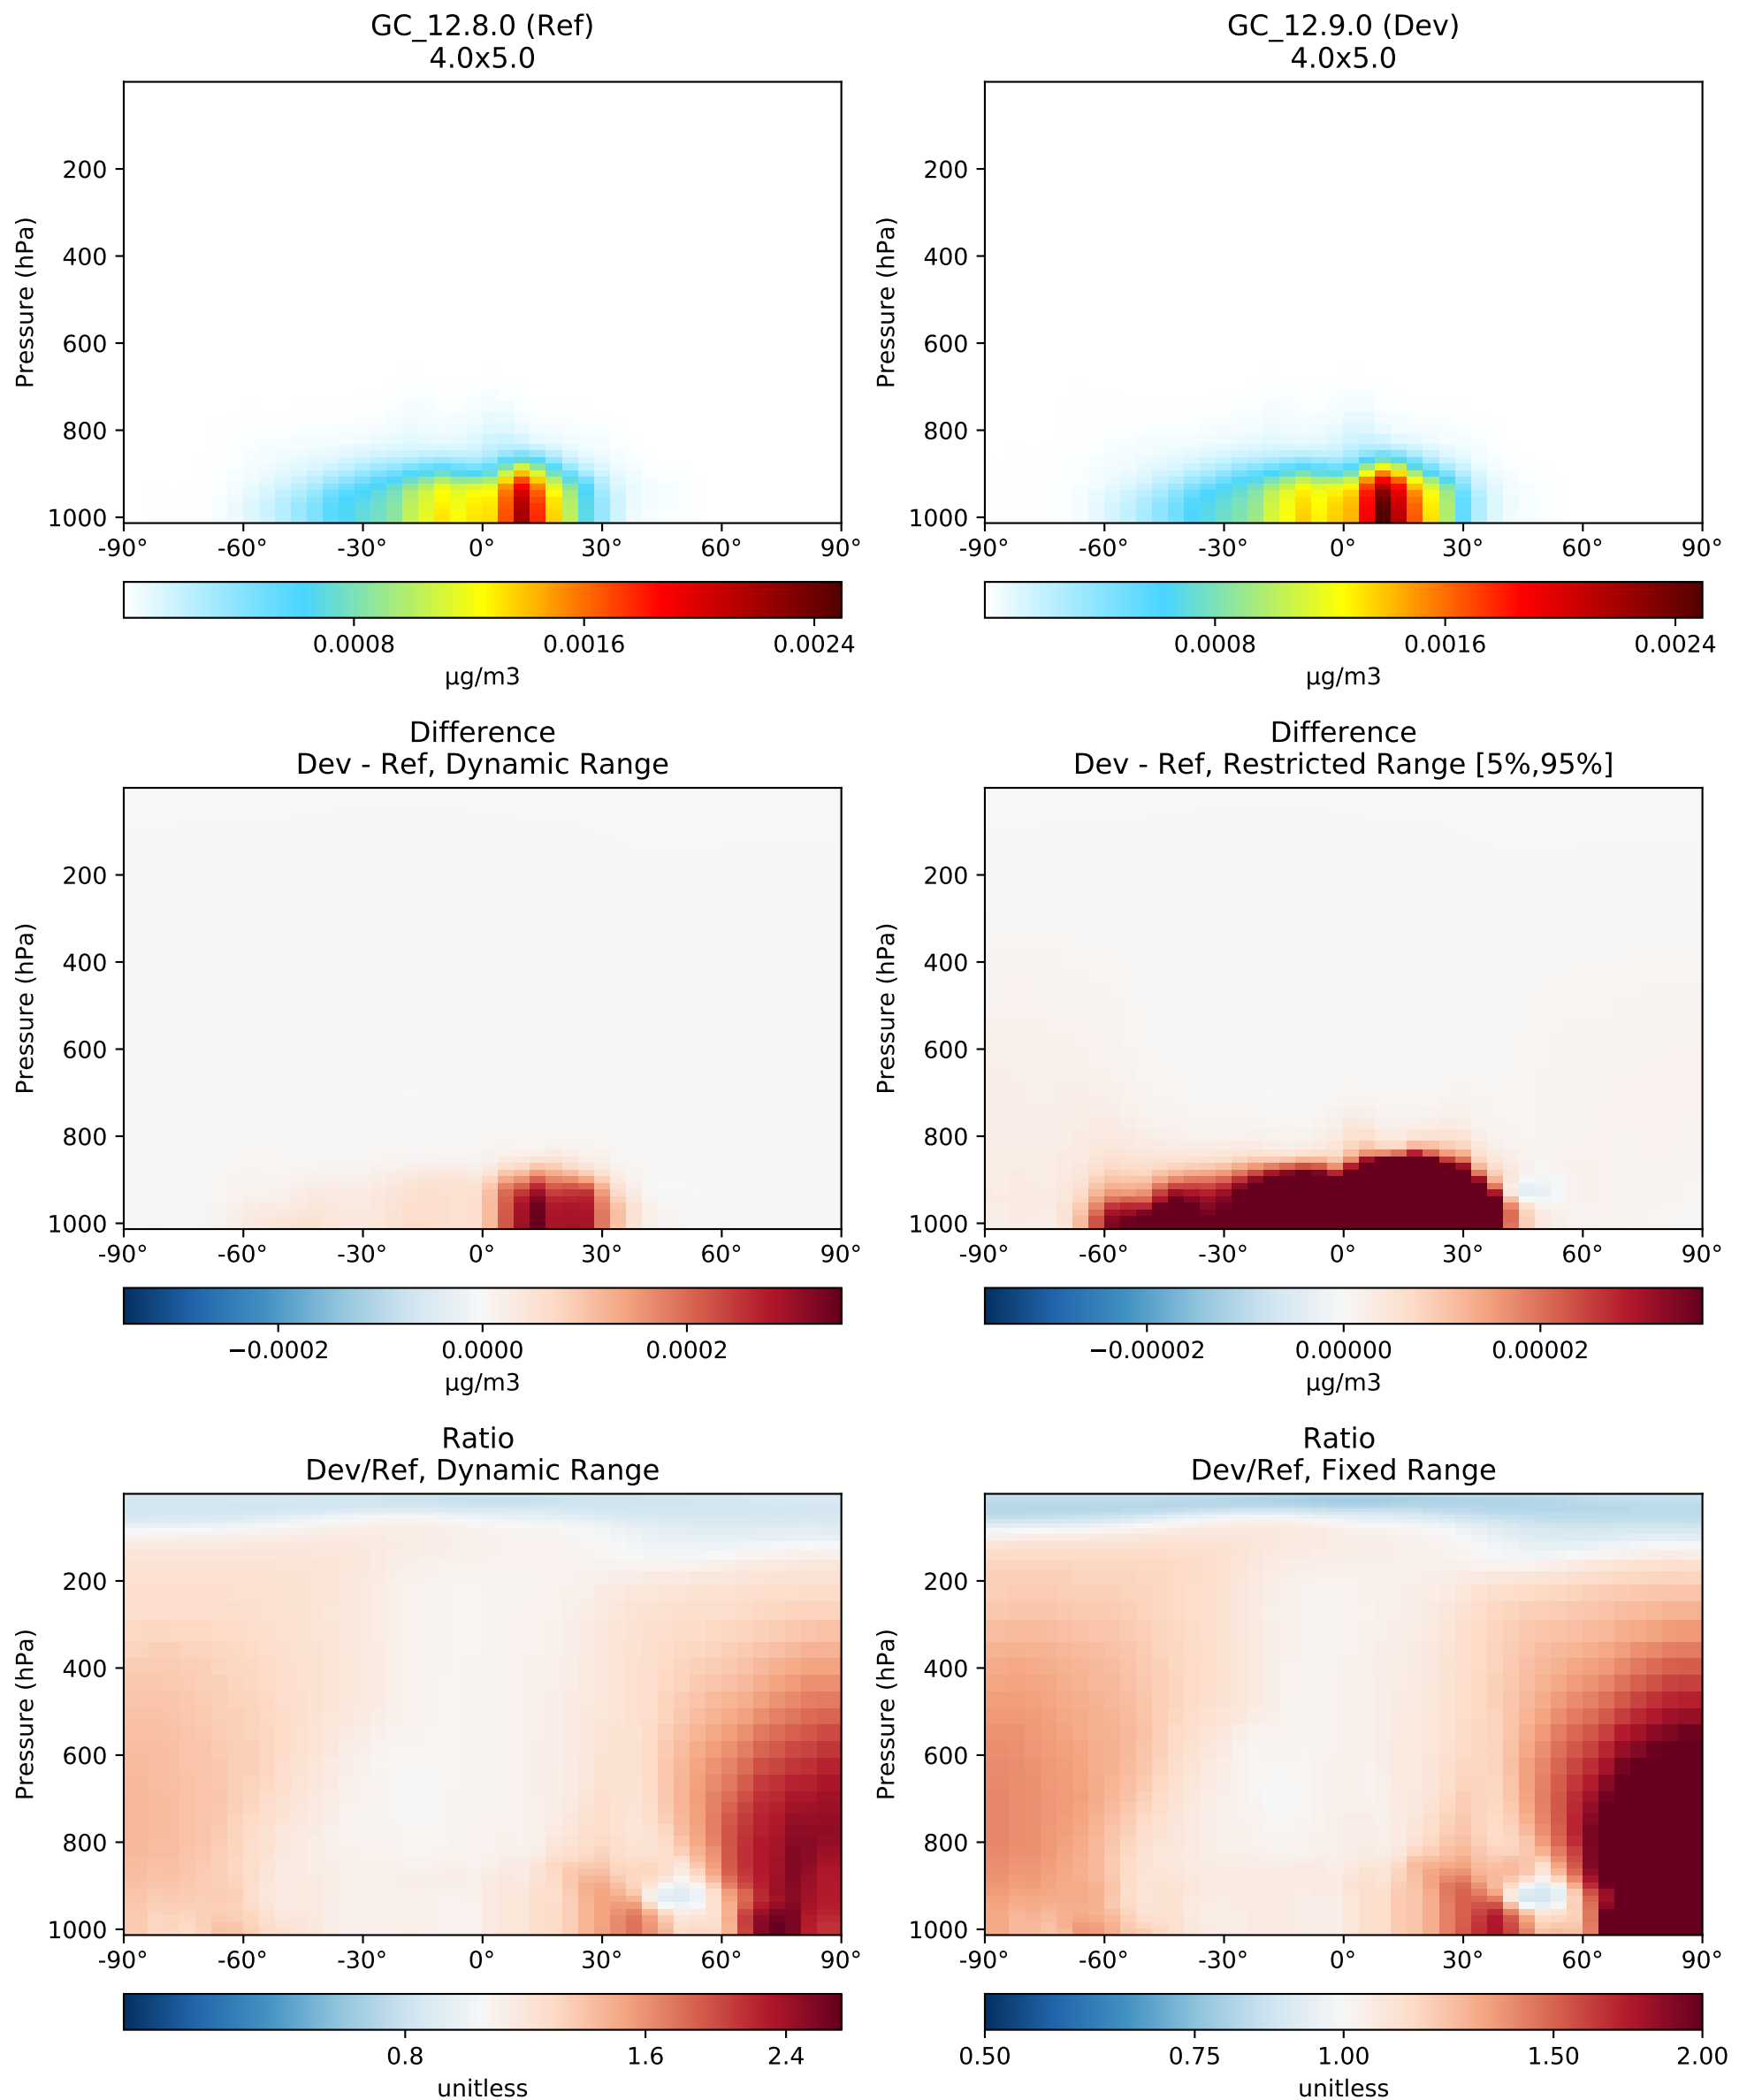 GC_12.8.0 (Ref)
4.0x5.0
Pressure (hPa)
200
400
600
800
1000
-90° -60° -30° 0° 30° 60° 90°
0.0008 0.0016 0.0024
µg/m3
GC_12.9.0 (Dev)
4.0x5.0
Pressure (hPa)
200
400
600
800
1000
-90° -60° -30° 0° 30° 60° 90°
0.0008 0.0016 0.0024
µg/m3
Difference
Dev - Ref, Dynamic Range
Pressure (hPa)
200
400
600
800
1000
-90° -60° -30° 0° 30° 60° 90°
−0.0002 0.0000 0.0002
µg/m3
Difference
Dev - Ref, Restricted Range [5%,95%]
Pressure (hPa)
200
400
600
800
1000
-90° -60° -30° 0° 30° 60° 90°
−0.00002 0.00000 0.00002
µg/m3
Ratio
Dev/Ref, Dynamic Range
Pressure (hPa)
200
400
600
800
1000
-90° -60° -30° 0° 30° 60° 90°
0.8 1.6 2.4
unitless
Ratio
Dev/Ref, Fixed Range
Pressure (hPa)
200
400
600
800
1000
-90° -60° -30° 0° 30° 60° 90°
0.50 0.75 1.00 1.50 2.00
unitless